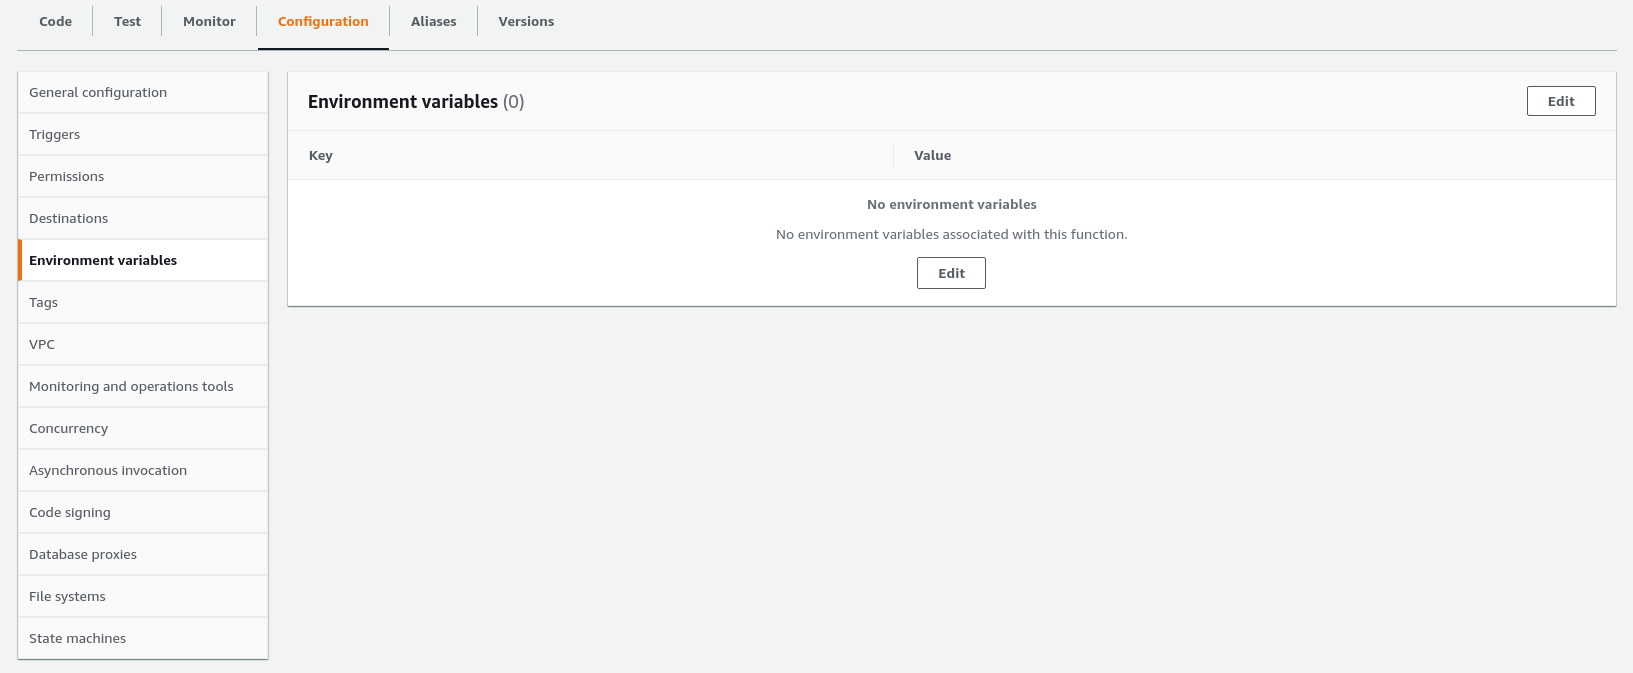 Code Test Monitor Configuration Aliases Versions
General configuration
Triggers
Permissions
Destinations
Environment variables
Tags
VPC
Monitoring and operations tools
Concurrency
Asynchronous invocation
Code signing
Database proxies
File systems
State machines
Environment variables (0) Edit
Key Value
No environment variables
No environment variables associated with this function.
Edit